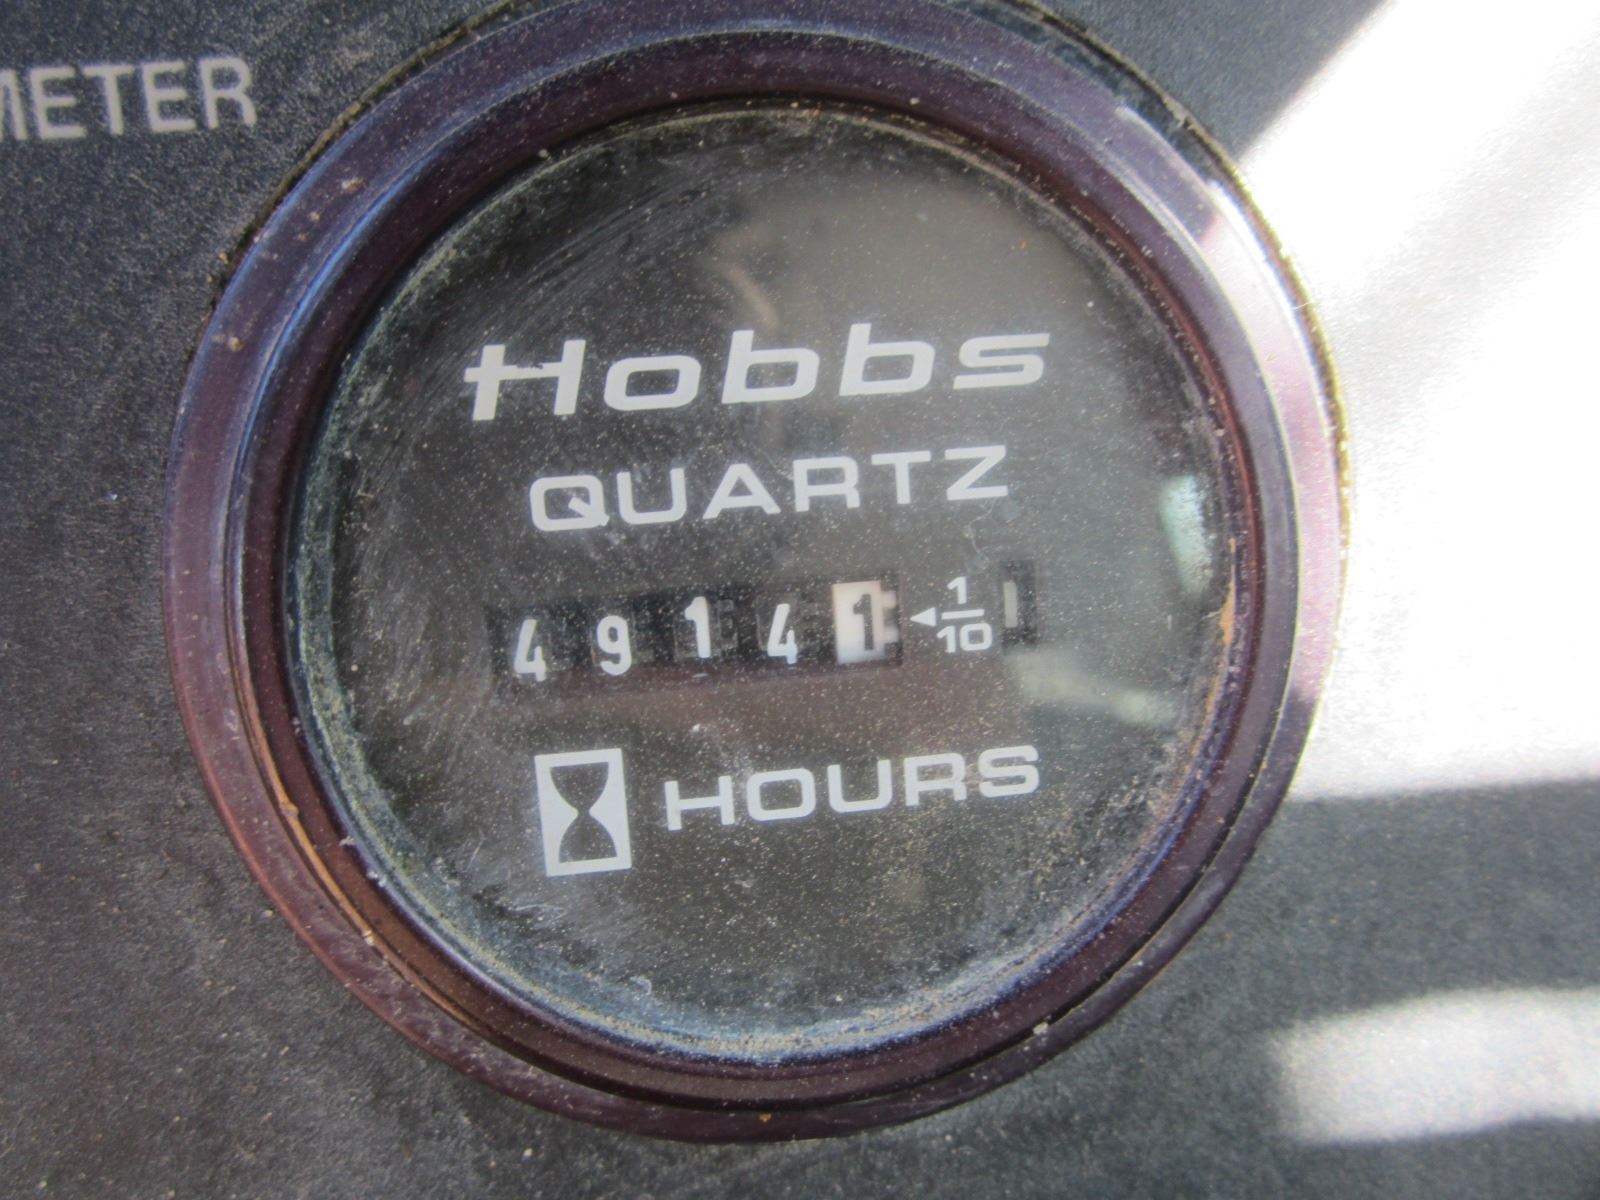 METER
Hobbs
QUARTZ
4 9 1 4 1 ◄ 1/10
HOURS